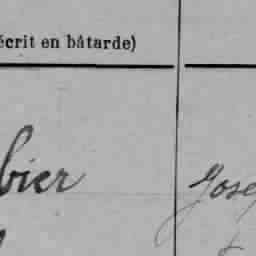 écrit en bâtarde)
bier Jose